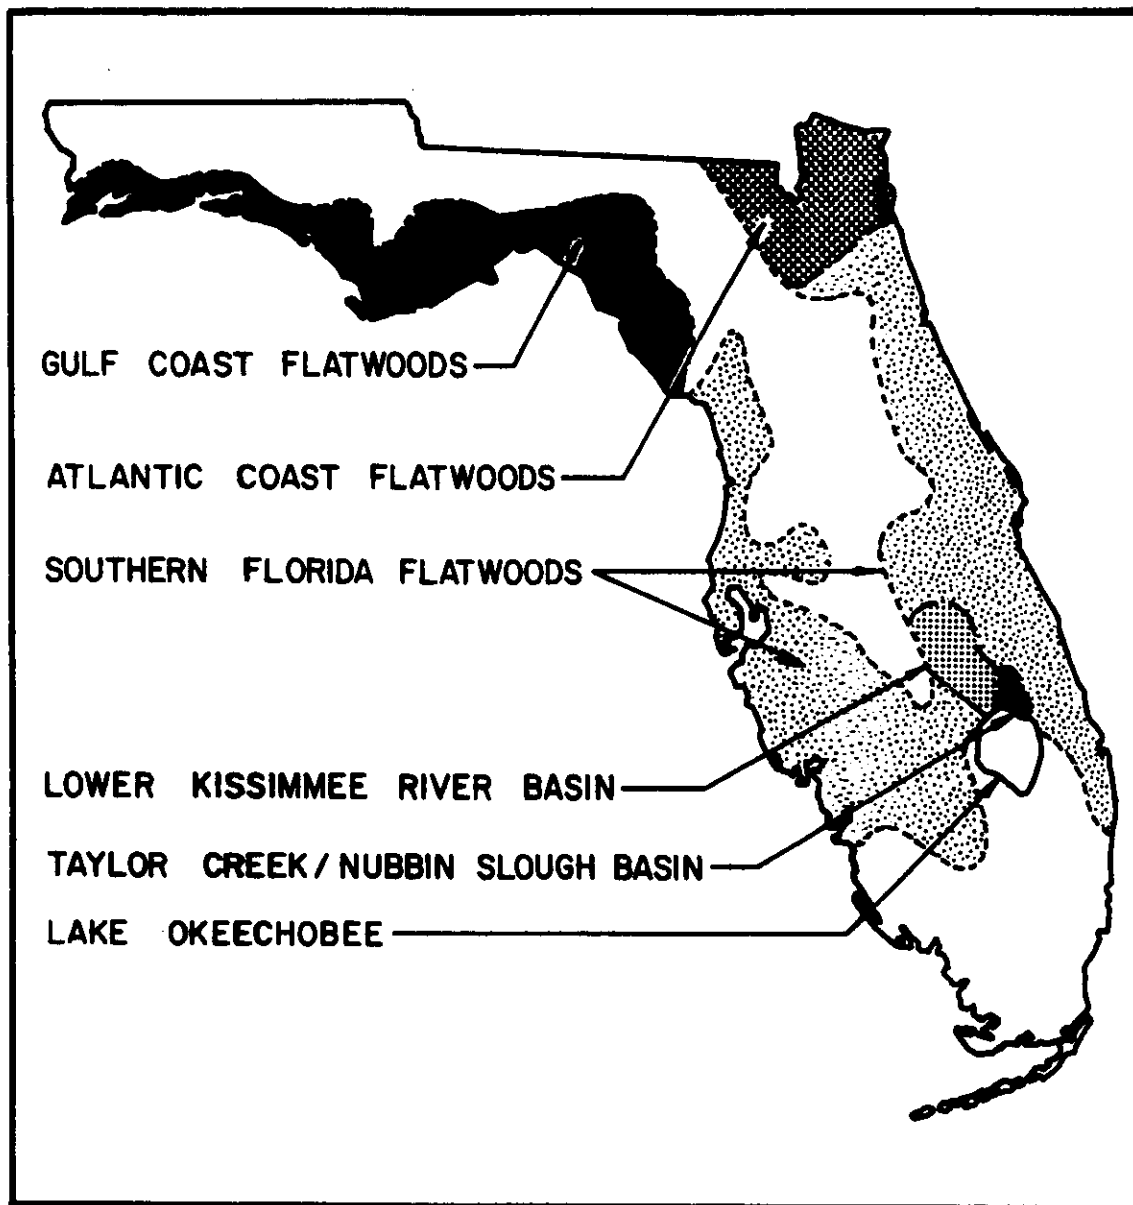 GULF COAST FLATWOODS
ATLANTIC COAST FLATWOODS
SOUTHERN FLORIDA FLATWOODS
LOWER KISSIMMEE RIVER BASIN
TAYLOR CREEK / NUBBIN SLOUGH BASIN
LAKE OKEECHOBEE